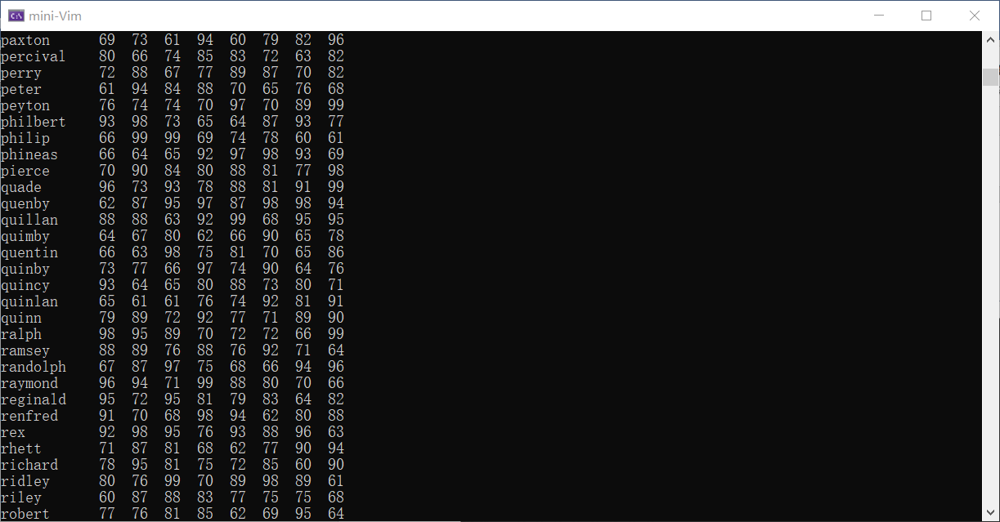 mini-Vim
paxton 69 73 61 94 60 79 82 96
percival 80 66 74 85 83 72 63 82
perry 72 88 67 77 89 87 70 82
peter 61 94 84 88 70 65 76 68
peyton 76 74 74 70 97 70 89 99
philbert 93 98 73 65 64 87 93 77
philip 66 99 99 69 74 78 60 61
phineas 66 64 65 92 97 98 93 69
pierce 70 90 84 80 88 81 77 98
quade 96 73 93 78 88 81 91 99
quenby 62 87 95 97 87 98 98 94
quillan 88 88 63 92 99 68 95 95
quimby 64 67 80 62 66 90 65 78
quentin 66 63 98 75 81 70 65 86
quinby 73 77 66 97 74 90 64 76
quincy 93 64 65 80 88 73 80 71
quinlan 65 61 61 76 74 92 81 91
quinn 79 89 72 92 77 71 89 90
ralph 98 95 89 70 72 72 66 99
ramsey 88 89 76 88 76 92 71 64
randolph 67 87 97 75 68 66 94 96
raymond 96 94 71 99 88 80 70 66
reginald 95 72 95 81 79 83 64 82
renfred 91 70 68 98 94 62 80 88
rex 92 98 95 76 93 88 96 63
rhett 71 87 81 68 62 77 90 94
richard 78 95 81 75 72 85 60 90
ridley 80 76 99 70 89 98 89 61
riley 60 87 88 83 77 75 75 68
robert 77 76 81 85 62 69 95 64